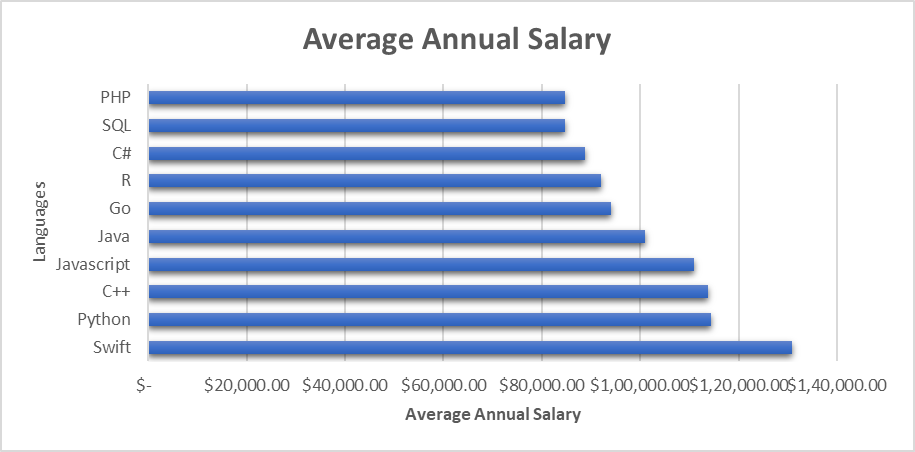 Average Annual Salary
Languages
PHP
SQL
C#
R
Go
Java
Javascript
C++
Python
Swift
$- $20,000.00 $40,000.00 $60,000.00 $80,000.00 $1,00,000.00 $1,20,000.00 $1,40,000.00
Average Annual Salary